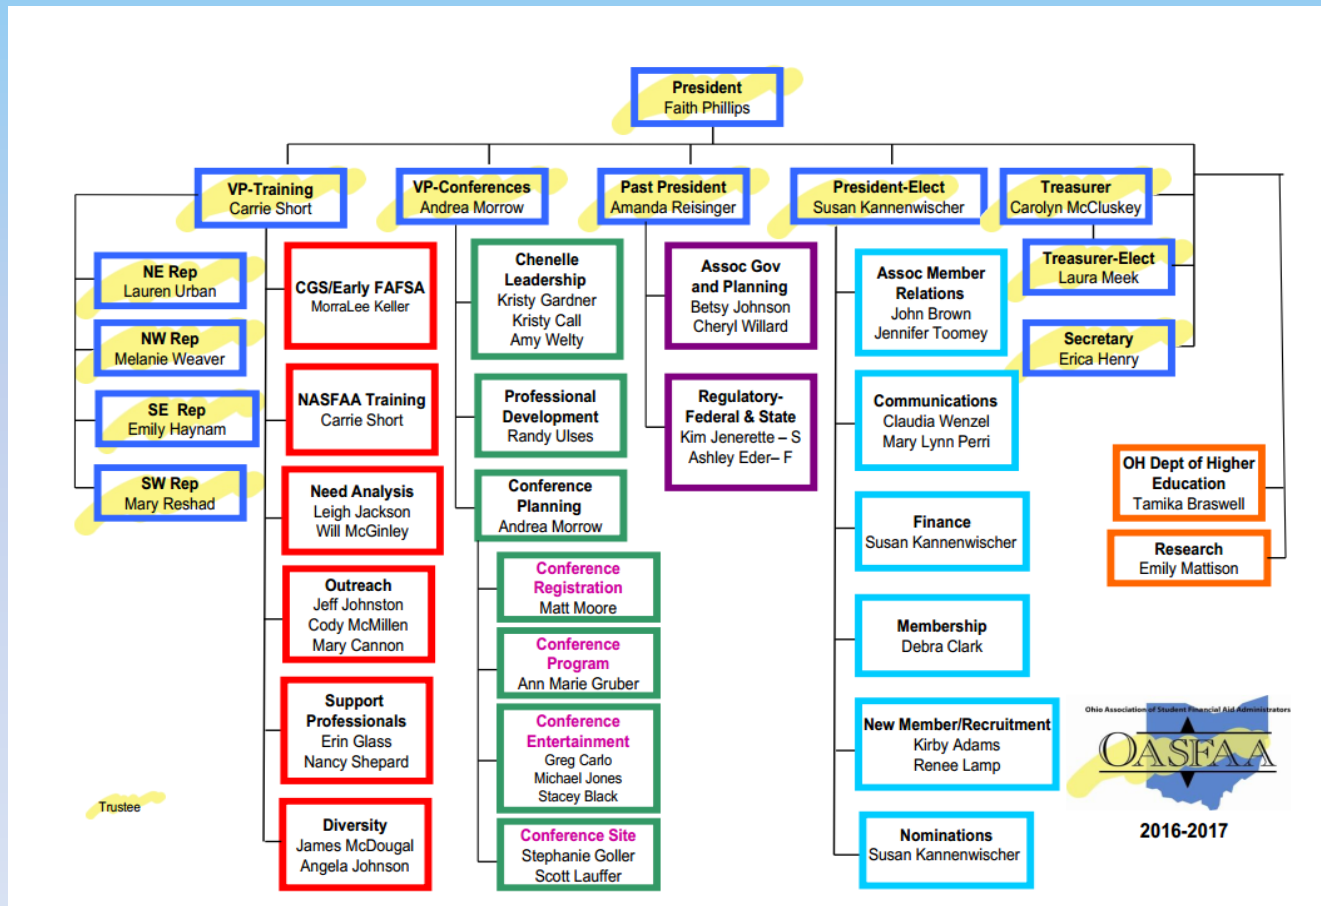 President
Faith Phillips
VP-Training
Carrie Short
VP-Conferences
Andrea Morrow
Past President
Amanda Reisinger
President-Elect
Susan Kannenwischer
Treasurer
Carolyn McCluskey
Treasurer-Elect
Laura Meek
Secretary
Erica Henry
NE Rep
Lauren Urban
NW Rep
Melanie Weaver
SE Rep
Emily Haynam
SW Rep
Mary Reshad
CGS/Early FAFSA
MorraLee Keller
NASFAA Training
Carrie Short
Need Analysis
Leigh Jackson
Will McGinley
Outreach
Jeff Johnston
Cody McMillen
Mary Cannon
Support
Professionals
Erin Glass
Nancy Shepard
Diversity
James McDougal
Angela Johnson
Chenelle
Leadership
Kristy Gardner
Kristy Call
Amy Welty
Professional
Development
Randy Ulses
Conference
Planning
Andrea Morrow
Conference
Registration
Matt Moore
Conference
Program
Ann Marie Gruber
Conference
Entertainment
Greg Carlo
Michael Jones
Stacey Black
Conference Site
Stephanie Goller
Scott Lauffer
Assoc Gov
and Planning
Betsy Johnson
Cheryl Willard
Regulatory-
Federal & State
Kim Jenerette – S
Ashley Eder– F
Assoc Member
Relations
John Brown
Jennifer Toomey
Communications
Claudia Wenzel
Mary Lynn Perri
Finance
Susan Kannenwischer
Membership
Debra Clark
New Member/Recruitment
Kirby Adams
Renee Lamp
Nominations
Susan Kannenwischer
OH Dept of Higher
Education
Tamika Braswell
Research
Emily Mattison
Trustee
Ohio Association of Student Financial Aid Administrators
OASFAA
2016-2017